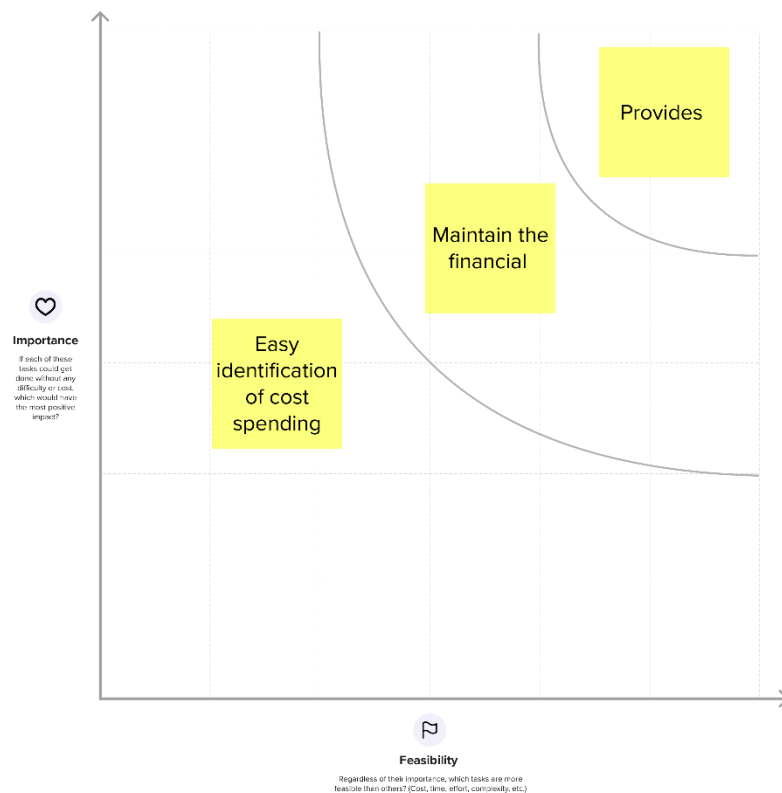 Provides
Maintain the
financial
Easy
identification
of cost
spending
Importance
If each of these
tasks could get
done without any
difficulty or cost,
which would have
the most positive
impact?
Feasibility
Regardless of their importance, which tasks are more
feasible than others? (Cost, time, effort, complexity, etc.)